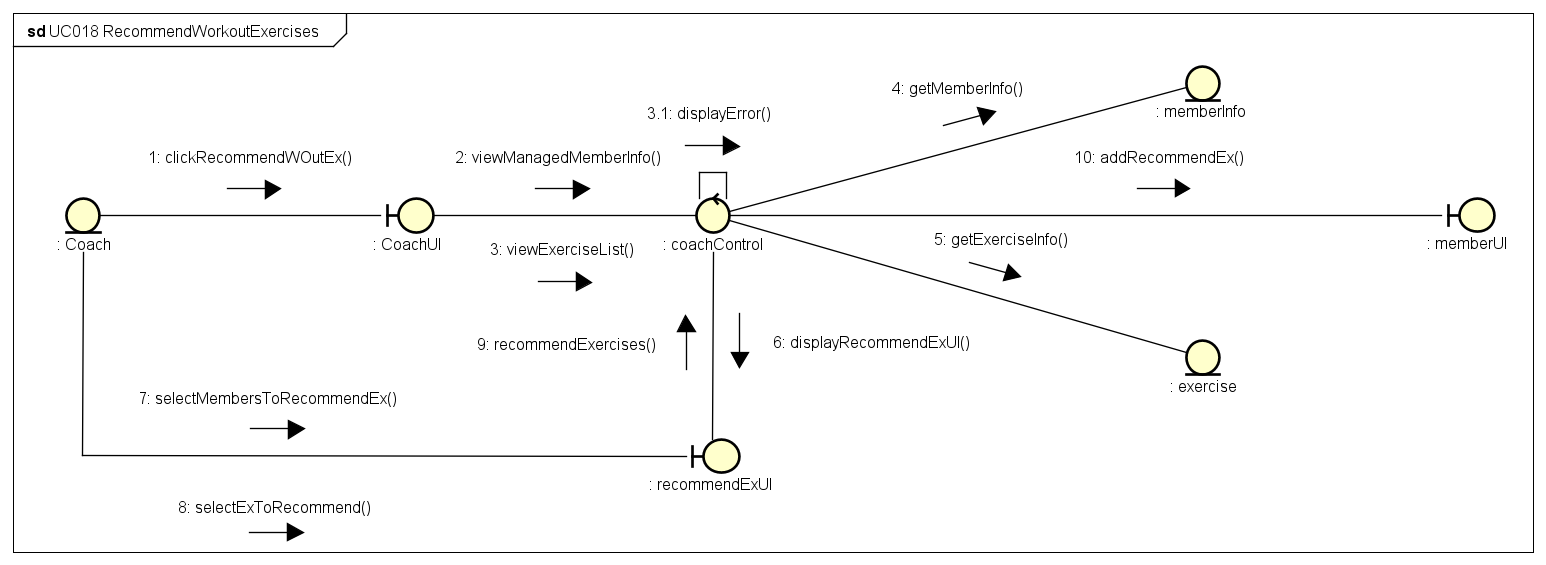 sd UC018 RecommendWorkoutExercises
4: getMemberInfo()
3.1: displayError()
: memberInfo
1: clickRecommendWOutEx()
2: viewManagedMemberInfo()
10: addRecommendEx()
: Coach
: CoachUI
: coachControl
: memberUI
3: viewExerciseList()
5: getExerciseInfo()
9: recommendExercises()
6: displayRecommendExUI()
: exercise
7: selectMembersToRecommendEx()
: recommendExUI
8: selectExToRecommend()